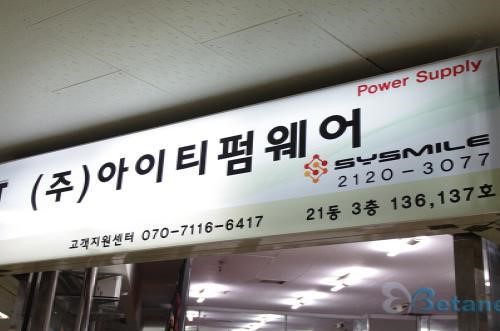 Power Supply
(주)아이티펌웨어
SYSMILE
2120-3077
고객지원센터 070-7116-6417
21동 3층 136,137호
Betane